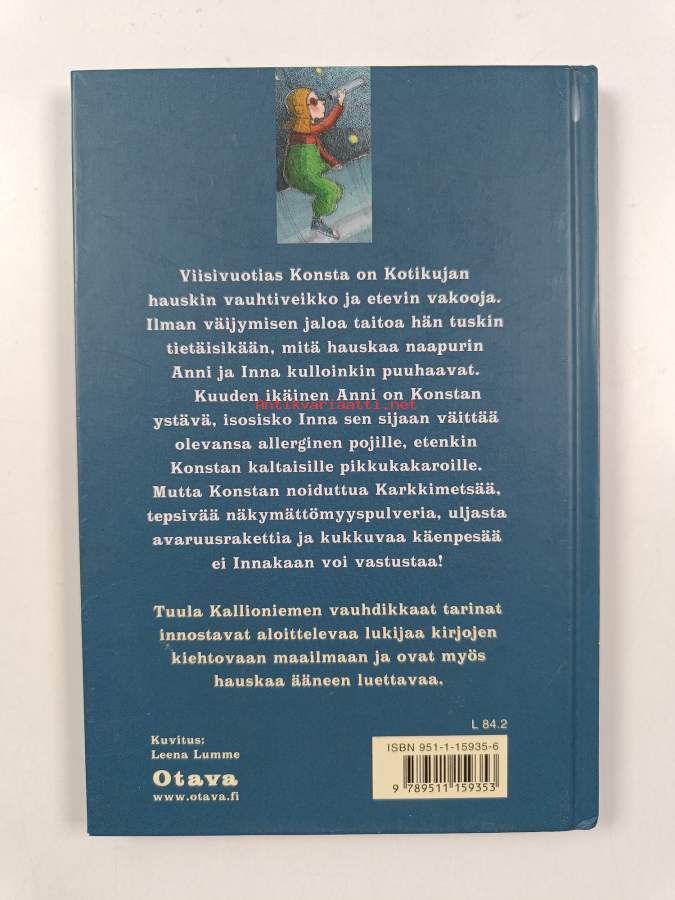 Viisivuotias Konsta on Kotikujan
hauskin vauhtiveikko ja etevin vakooja.
Ilman väijymisen jaloa taitoa hän tuskin
tietäisikään, mitä hauskaa naapurin
Anni ja Inna kulloinkin puuhaavat.
Kuuden ikäinen Anni on Konstan
Antikvariaatti.net
ystävä, isosisko Inna sen sijaan väittää
olevansa allerginen pojille, etenkin
Konstan kaltaisille pikkukakaroille.
Mutta Konstan noiduttua Karkkimetsää,
tepsivää näkymättömyyspulveria, uljasta
avaruusrakettia ja kukkuvaa käenpesää
ei Innakaan voi vastustaa!
Tuula Kallioniemen vauhdikkaat tarinat
innostavat aloittelevaa lukijaa kirjojen
kiehtovaan maailmaan ja ovat myös
hauskaa ääneen luettavaa.
L 84.2
Kuvitus:
Leena Lumme
Otava
www.otava.fi
ISBN 951-1-15935-6
9 789511 159353